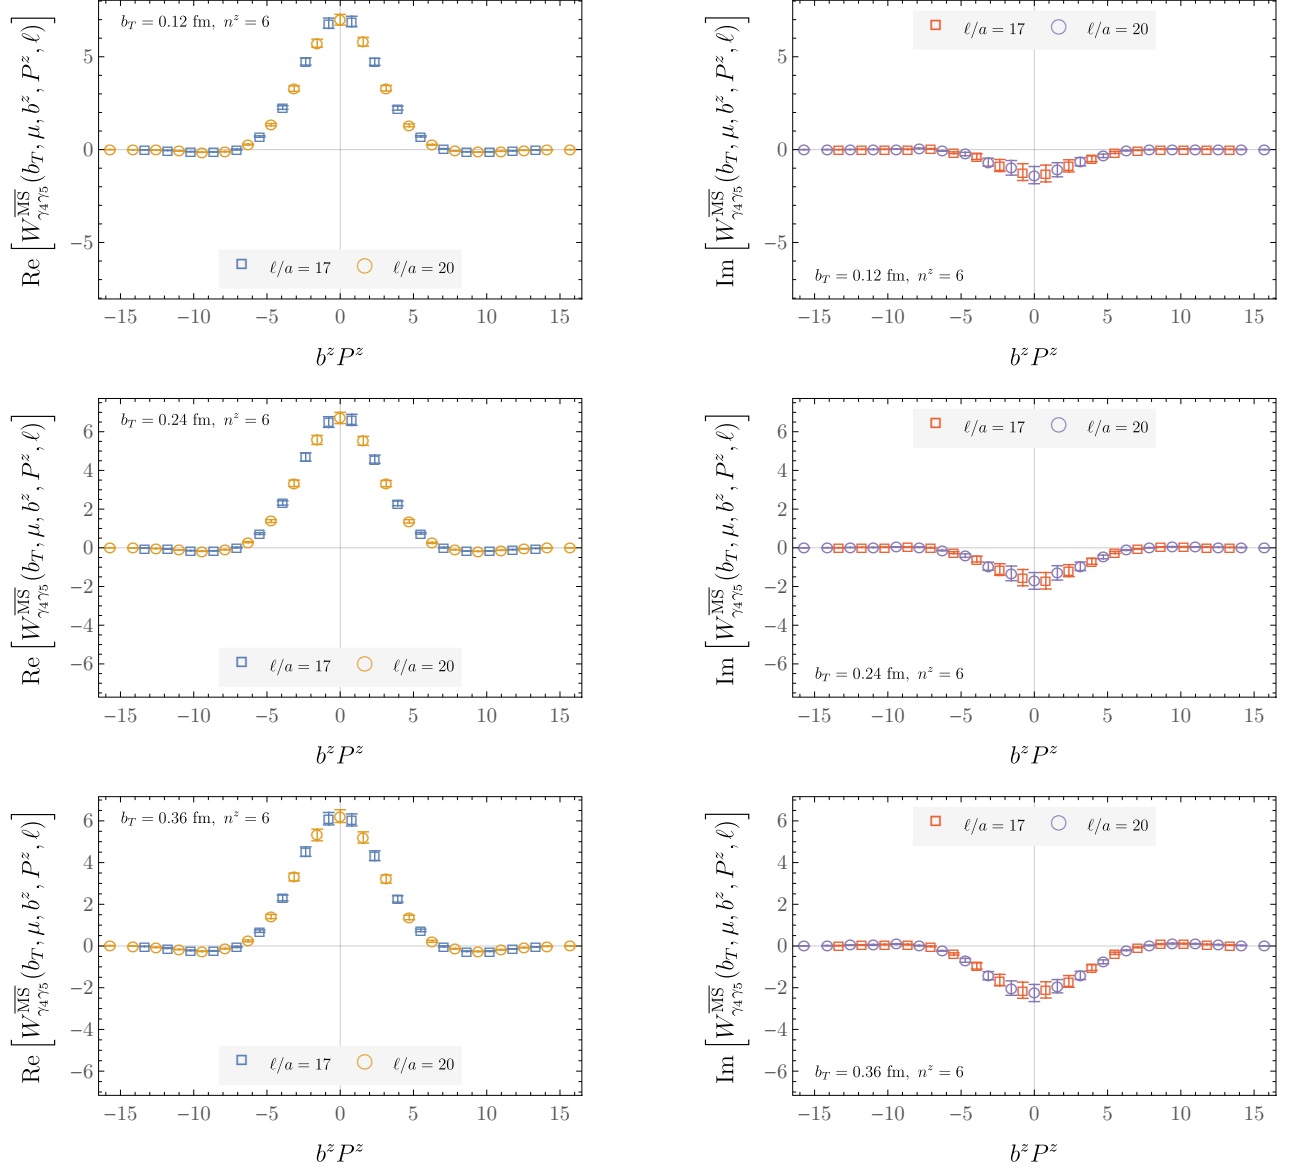 b_T = 0.12 fm, n^z = 6
Re [W^{\overline{MS}}_{γ_4γ_5}(b_T, μ, b^z, P^z, ℓ)]
5
0
−5
ℓ/a = 17 ℓ/a = 20
−15 −10 −5 0 5 10 15
b^z P^z
ℓ/a = 17 ℓ/a = 20
Im [W^{\overline{MS}}_{γ_4γ_5}(b_T, μ, b^z, P^z, ℓ)]
5
0
−5
b_T = 0.12 fm, n^z = 6
−15 −10 −5 0 5 10 15
b^z P^z
b_T = 0.24 fm, n^z = 6
Re [W^{\overline{MS}}_{γ_4γ_5}(b_T, μ, b^z, P^z, ℓ)]
6
4
2
0
−2
−4
−6
ℓ/a = 17 ℓ/a = 20
−15 −10 −5 0 5 10 15
b^z P^z
ℓ/a = 17 ℓ/a = 20
Im [W^{\overline{MS}}_{γ_4γ_5}(b_T, μ, b^z, P^z, ℓ)]
6
4
2
0
−2
−4
−6
b_T = 0.24 fm, n^z = 6
−15 −10 −5 0 5 10 15
b^z P^z
b_T = 0.36 fm, n^z = 6
Re [W^{\overline{MS}}_{γ_4γ_5}(b_T, μ, b^z, P^z, ℓ)]
6
4
2
0
−2
−4
−6
ℓ/a = 17 ℓ/a = 20
−15 −10 −5 0 5 10 15
b^z P^z
ℓ/a = 17 ℓ/a = 20
Im [W^{\overline{MS}}_{γ_4γ_5}(b_T, μ, b^z, P^z, ℓ)]
6
4
2
0
−2
−4
−6
b_T = 0.36 fm, n^z = 6
−15 −10 −5 0 5 10 15
b^z P^z